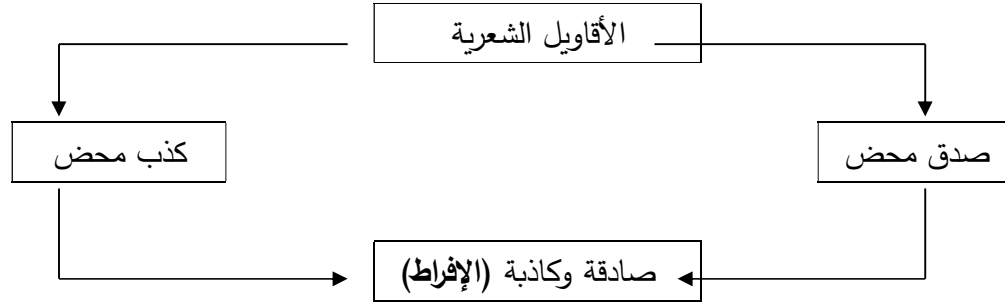 الأقاويل الشعرية
صدق محض
كذب محض
صادقة وكاذبة (الإفراط)